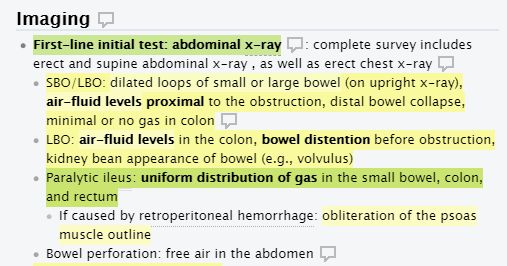 Imaging
First-line initial test: abdominal x-ray : complete survey includes
erect and supine abdominal x-ray , as well as erect chest x-ray
SBO/LBO: dilated loops of small or large bowel (on upright x-ray),
air-fluid levels proximal to the obstruction, distal bowel collapse,
minimal or no gas in colon
LBO: air-fluid levels in the colon, bowel distention before obstruction,
kidney bean appearance of bowel (e.g., volvulus)
Paralytic ileus: uniform distribution of gas in the small bowel, colon,
and rectum
If caused by retroperitoneal hemorrhage: obliteration of the psoas
muscle outline
Bowel perforation: free air in the abdomen